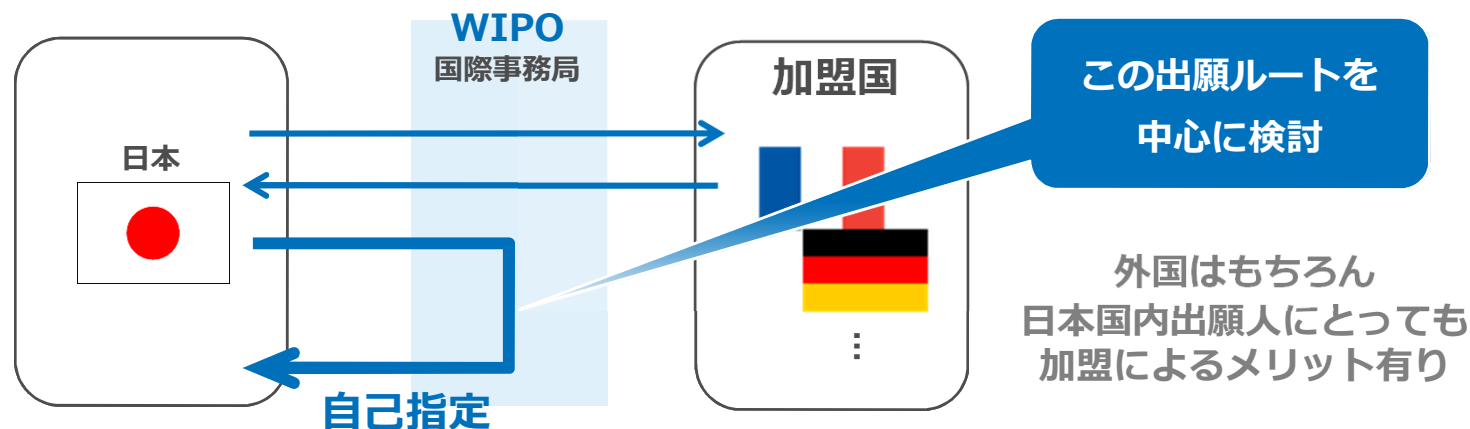 WIPO
国際事務局
日本
加盟国
⋮
自己指定
この出願ルートを
中心に検討
外国はもちろん
日本国内出願人にとっても
加盟によるメリット有り